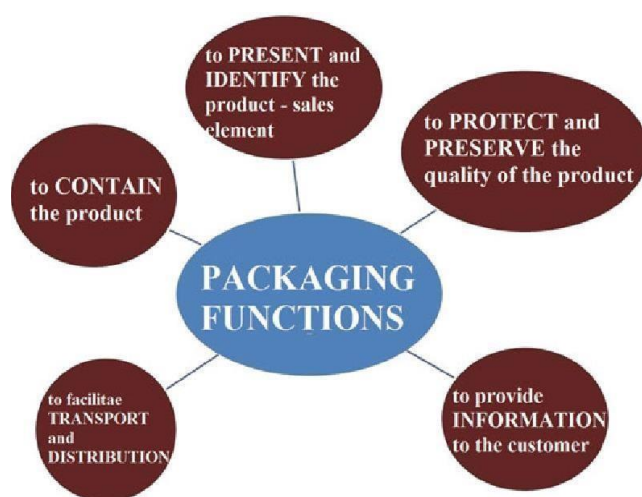 to PRESENT and
IDENTIFY the
product - sales
element
to PROTECT and
PRESERVE the
quality of the product
to CONTAIN
the product
PACKAGING
FUNCTIONS
to facilitae
TRANSPORT
and
DISTRIBUTION
to provide
INFORMATION
to the customer